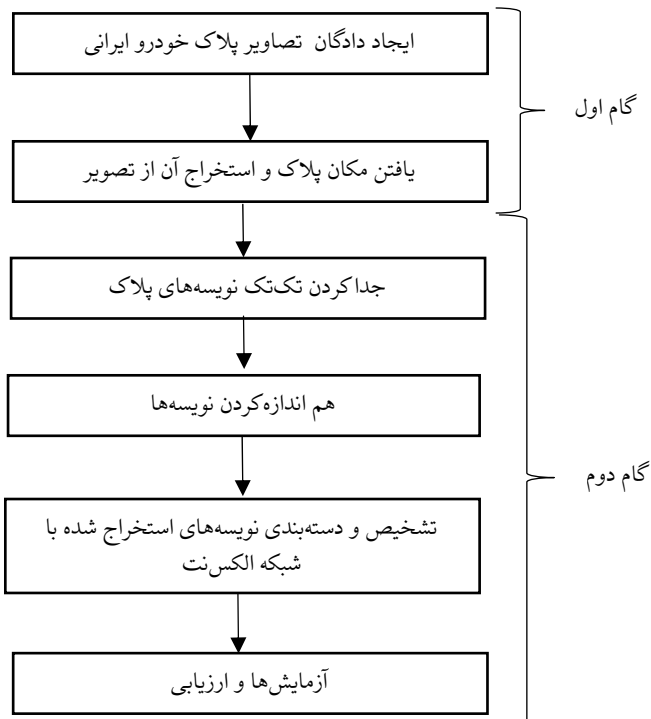 ایجاد دادگان تصاویر پلاک خودرو ایرانی
گام اول
یافتن مکان پلاک و استخراج آن از تصویر
جداکردن تک‌تک نویسه‌های پلاک
هم اندازه‌کردن نویسه‌ها
گام دوم
تشخیص و دسته‌بندی نویسه‌های استخراج شده با
شبکه الکس‌نت
آزمایش‌ها و ارزیابی